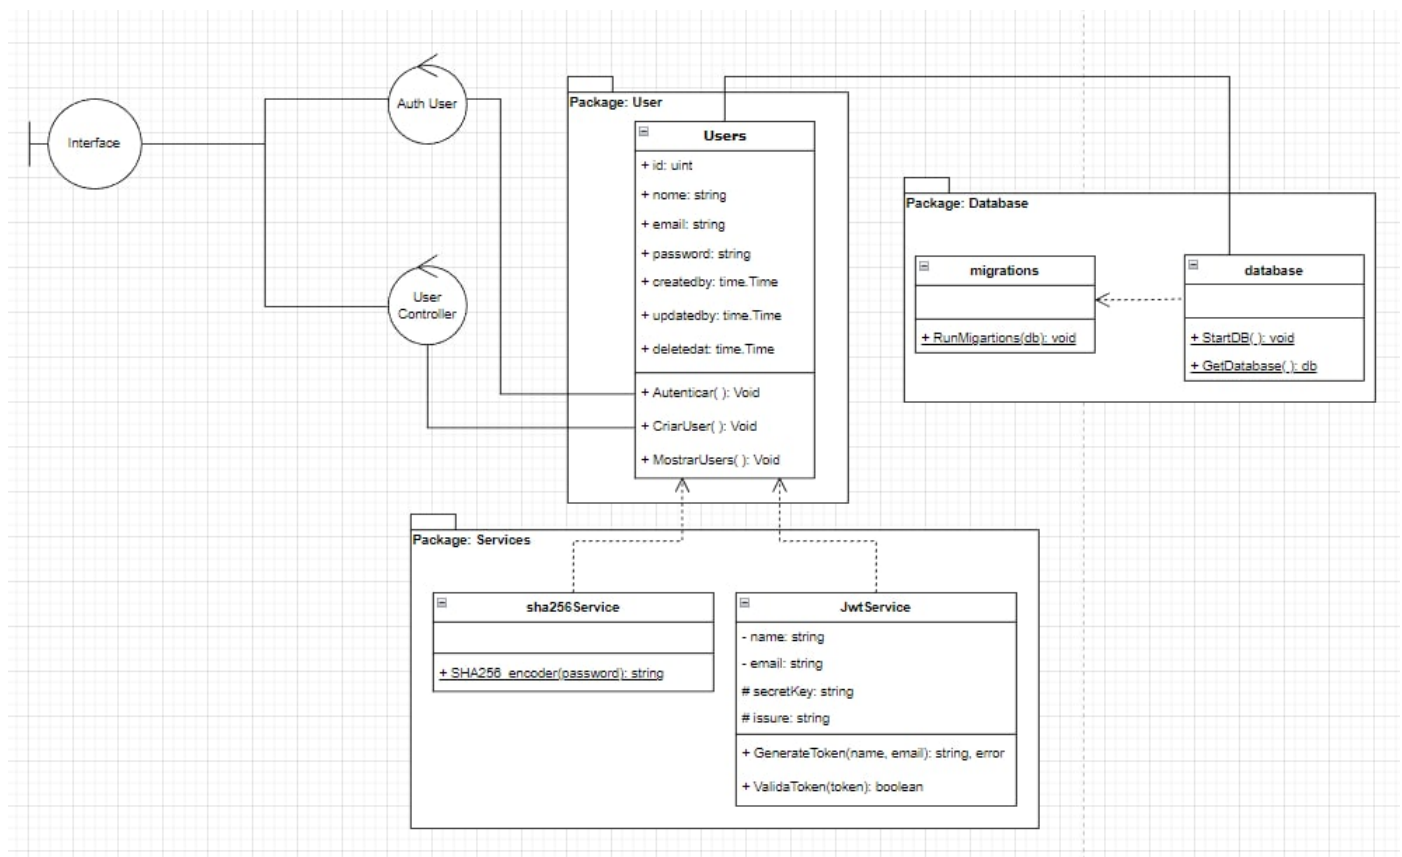 Interface
Auth User
User
Controller
Package: User
Users
+ id: uint
+ nome: string
+ email: string
+ password: string
+ createdby: time.Time
+ updatedby: time.Time
+ deletedat: time.Time
+ Autenticar( ): Void
+ CriarUser( ): Void
+ MostrarUsers( ): Void
Package: Database
migrations
+ RunMigartions(db): void
database
+ StartDB( ): void
+ GetDatabase( ): db
Package: Services
sha256Service
+ SHA256_encoder(password): string
JwtService
- name: string
- email: string
# secretKey: string
# issure: string
+ GenerateToken(name, email): string, error
+ ValidaToken(token): boolean